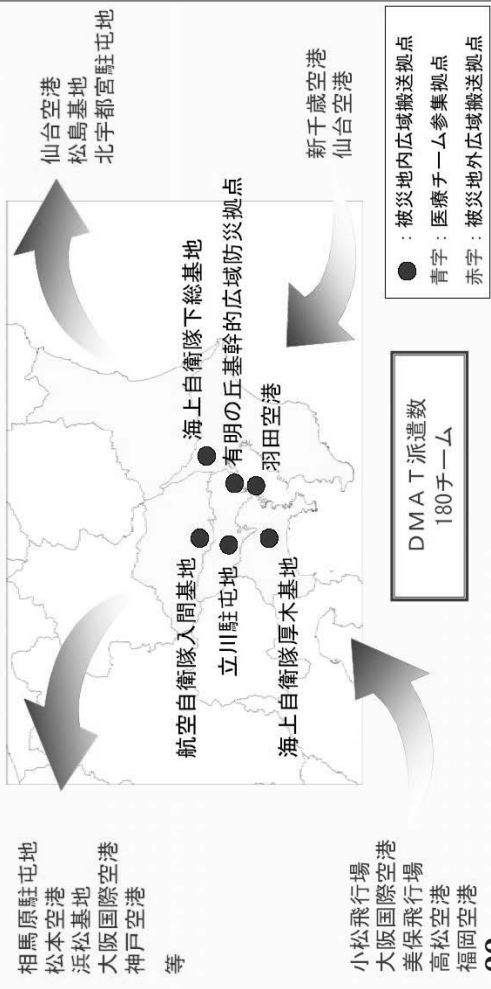 相馬原駐屯地
松本空港
浜松基地
大阪国際空港
神戸空港
等
仙台空港
松島基地
北宇都宮駐屯地
航空自衛隊入間基地
立川駐屯地
海上自衛隊厚木基地
海上自衛隊下総基地
有明の丘基幹的広域防災拠点
羽田空港
小松飛行場
大阪国際空港
美保飛行場
高松空港
福岡空港
新千歳空港
仙台空港
DMAT派遣数
180チーム
●：被災地内広域搬送拠点
青字：医療チーム参集拠点
赤字：被災地外広域搬送拠点